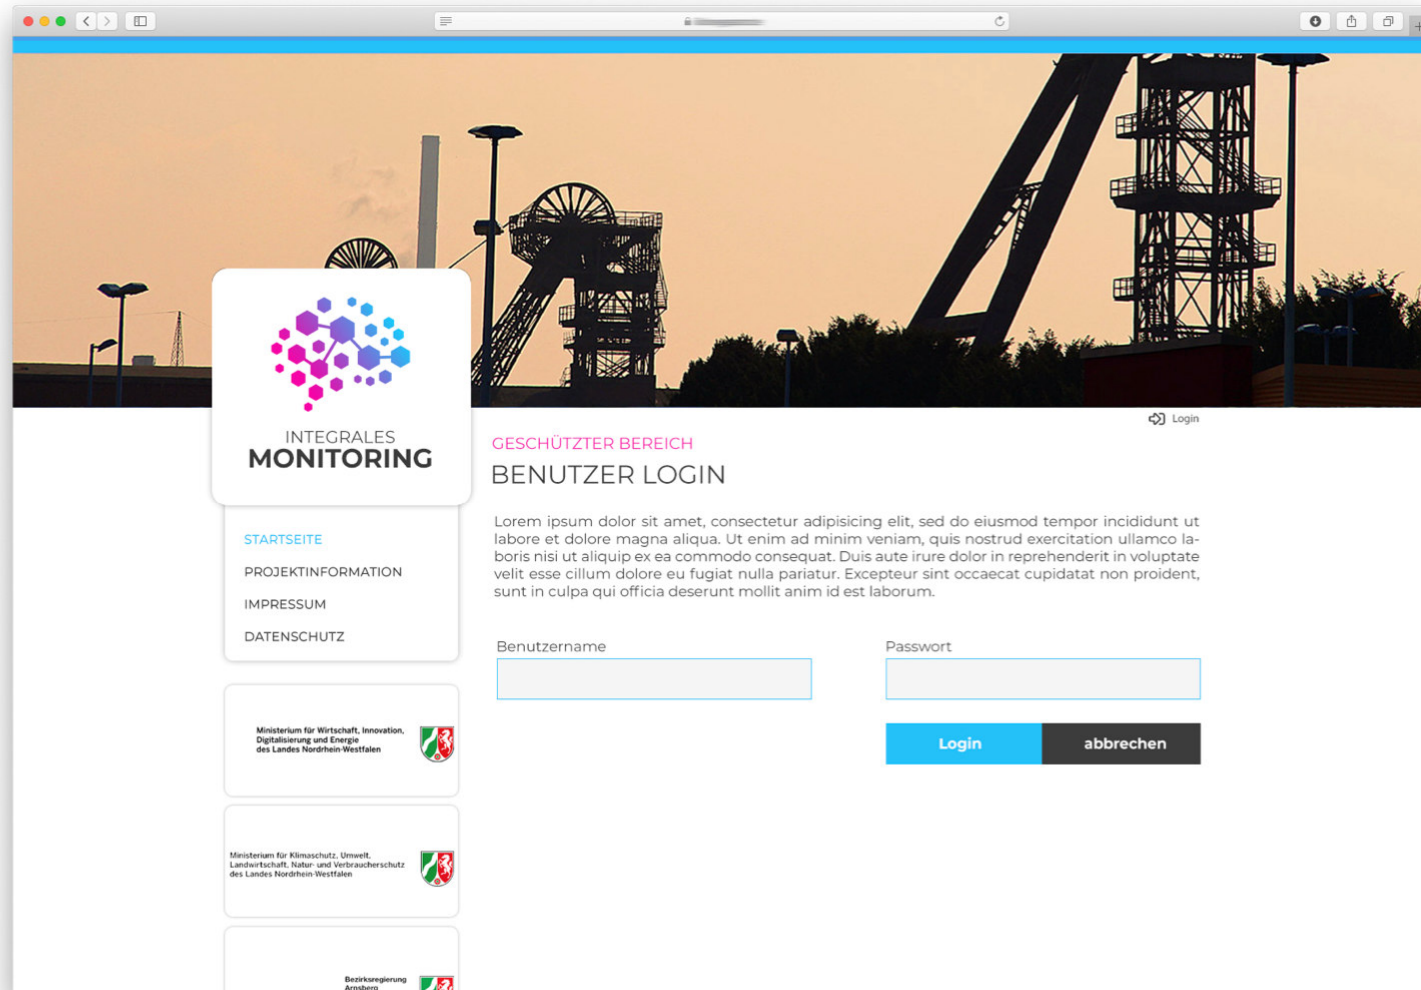 Login
INTEGRALES
MONITORING
GESCHÜTZTER BEREICH
BENUTZER LOGIN
Lorem ipsum dolor sit amet, consectetur adipisicing elit, sed do eiusmod tempor incididunt ut
labore et dolore magna aliqua. Ut enim ad minim veniam, quis nostrud exercitation ullamco la-
boris nisi ut aliquip ex ea commodo consequat. Duis aute irure dolor in reprehenderit in voluptate
velit esse cillum dolore eu fugiat nulla pariatur. Excepteur sint occaecat cupidatat non proident,
sunt in culpa qui officia deserunt mollit anim id est laborum.
STARTSEITE
PROJEKTINFORMATION
IMPRESSUM
DATENSCHUTZ
Benutzername
Passwort
Login
abbrechen
Ministerium für Wirtschaft, Innovation,
Digitalisierung und Energie
des Landes Nordrhein-Westfalen
Ministerium für Klimaschutz, Umwelt,
Landwirtschaft, Natur- und Verbraucherschutz
des Landes Nordrhein-Westfalen
Bezirksregierung
Arnsberg